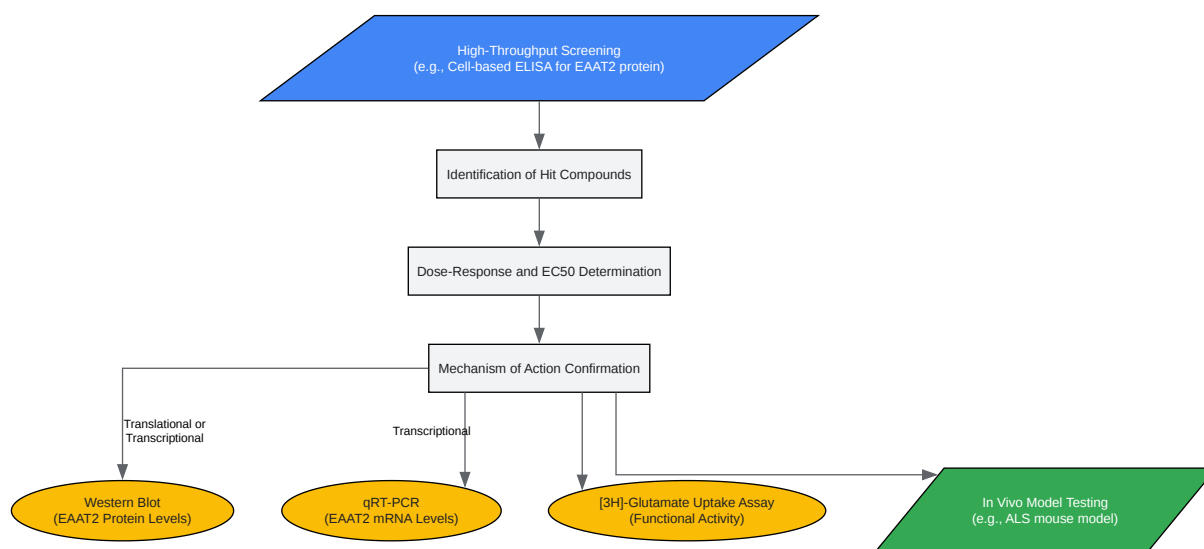 High-Throughput Screening
(e.g., Cell-based ELISA for EAAT2 protein)
Identification of Hit Compounds
Dose-Response and EC50 Determination
Mechanism of Action Confirmation
Translational or
Transcriptional
Transcriptional
Western Blot
(EAAT2 Protein Levels)
qRT-PCR
(EAAT2 mRNA Levels)
[3H]-Glutamate Uptake Assay
(Functional Activity)
In Vivo Model Testing
(e.g., ALS mouse model)